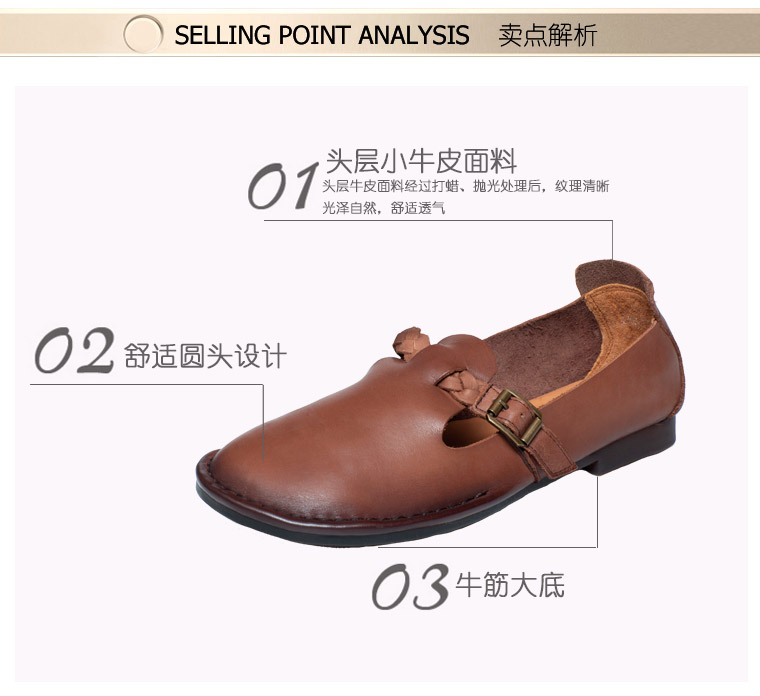 SELLING POINT ANALYSIS 卖点解析
01 头层小牛皮面料
头层牛皮面料经过打蜡、抛光处理后，纹理清晰
光泽自然，舒适透气
02 舒适圆头设计
03 牛筋大底